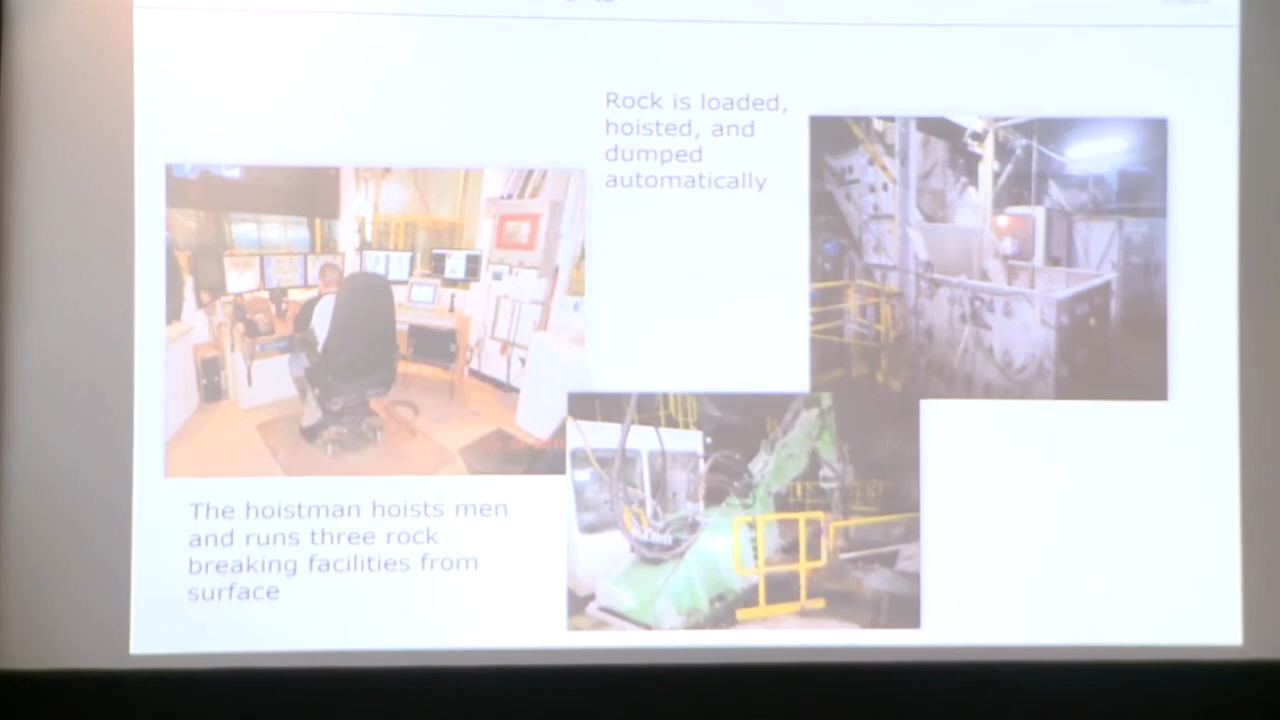 Rock is loaded,
hoisted, and
dumped
automatically
The hoistman hoists men
and runs three rock
breaking facilities from
surface